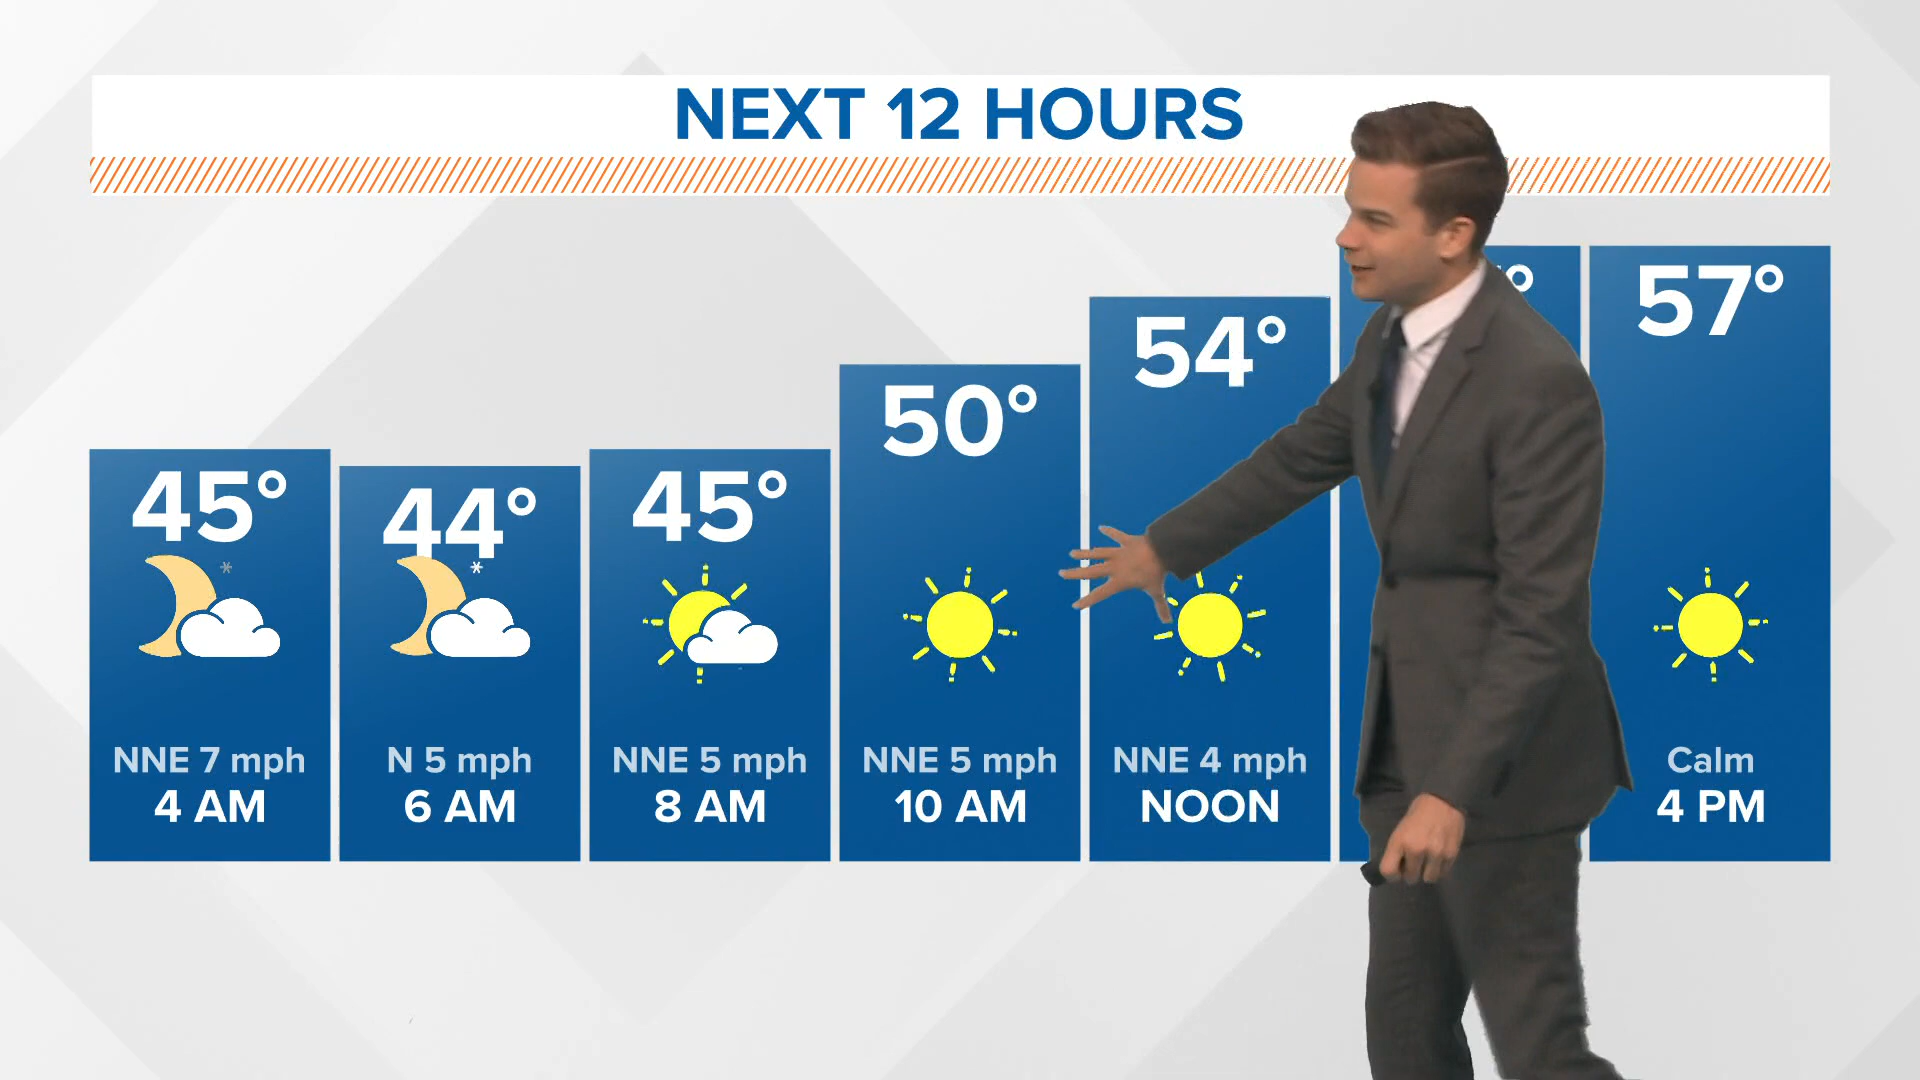 NEXT 12 HOURS
45°
NNE 7 mph
4 AM
44°
N 5 mph
6 AM
45°
NNE 5 mph
8 AM
50°
NNE 5 mph
10 AM
54°
NNE 4 mph
NOON
57°
Calm
4 PM